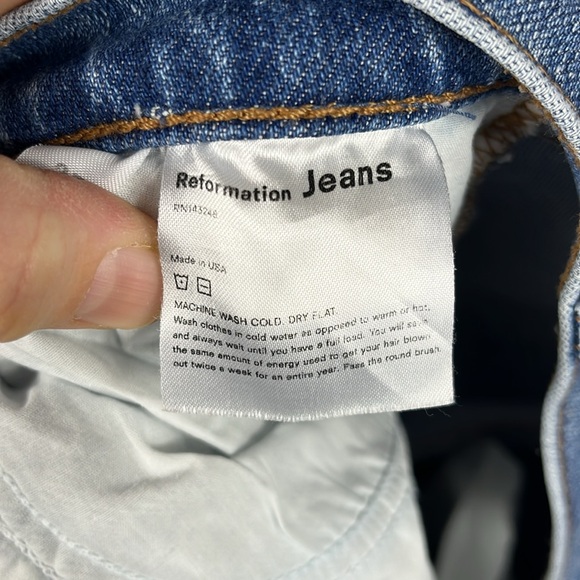 Reformation Jeans
RN143248
Made in USA
MACHINE WASH COLD. DRY FLAT.
Wash clothes in cold water as opposed to warm or hot,
and always wait until you have a full load. You will save
the same amount of energy used to get your hair blown
out twice a week for an entire year. Pass the round brush.